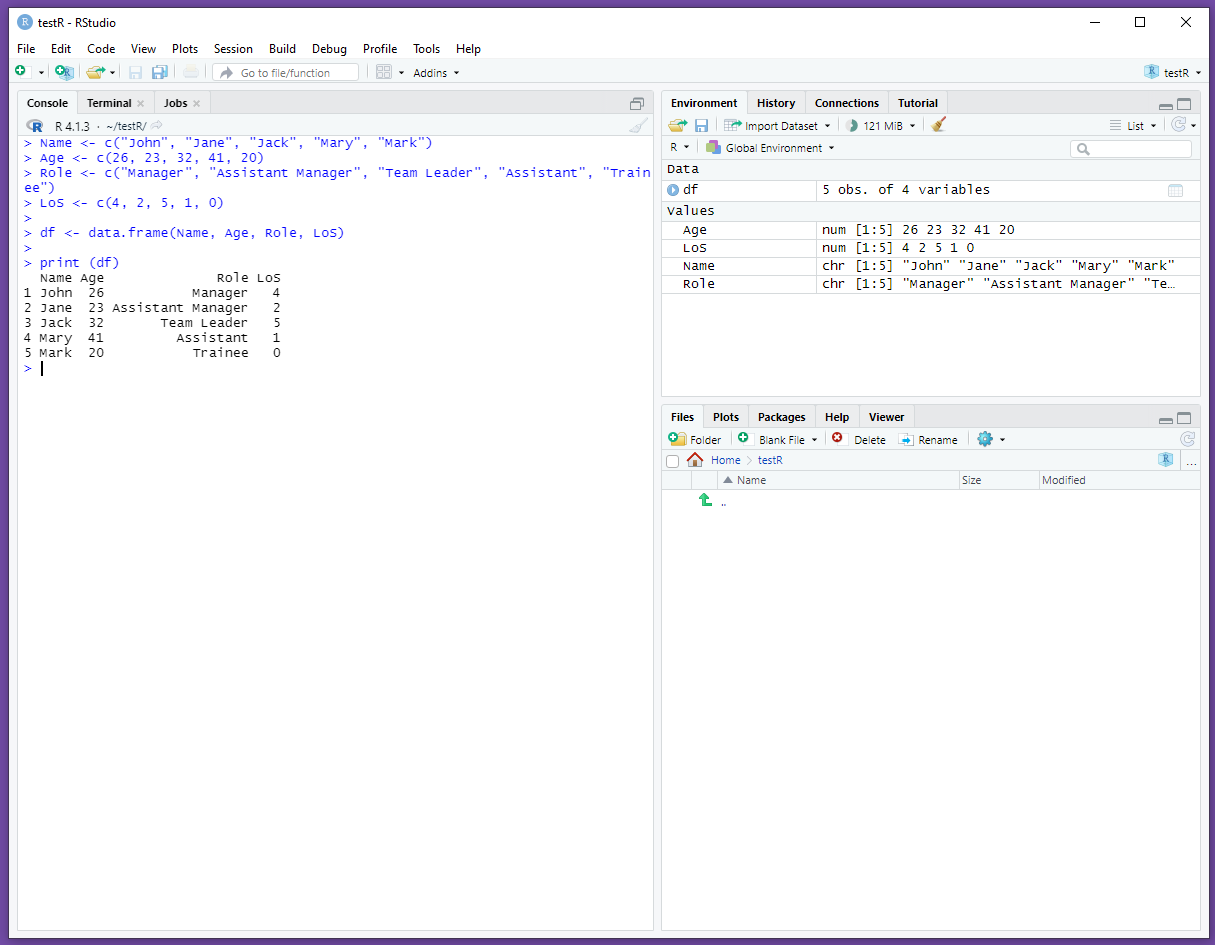 testR - RStudio
File Edit Code View Plots Session Build Debug Profile Tools Help
Go to file/function Addins testR
Console Terminal Jobs
R 4.1.3 · ~/testR/
> Name <- c("John", "Jane", "Jack", "Mary", "Mark")
> Age <- c(26, 23, 32, 41, 20)
> Role <- c("Manager", "Assistant Manager", "Team Leader", "Assistant", "Train
ee")
> LoS <- c(4, 2, 5, 1, 0)
>
> df <- data.frame(Name, Age, Role, LoS)
>
> print (df)
  Name Age              Role LoS
1 John  26           Manager   4
2 Jane  23 Assistant Manager   2
3 Jack  32       Team Leader   5
4 Mary  41         Assistant   1
5 Mark  20           Trainee   0
>
Environment History Connections Tutorial
Import Dataset 121 MiB List
R Global Environment
Data
df 5 obs. of 4 variables
Values
Age num [1:5] 26 23 32 41 20
LoS num [1:5] 4 2 5 1 0
Name chr [1:5] "John" "Jane" "Jack" "Mary" "Mark"
Role chr [1:5] "Manager" "Assistant Manager" "Te…
Files Plots Packages Help Viewer
Folder Blank File Delete Rename
Home testR ...
Name Size Modified
..